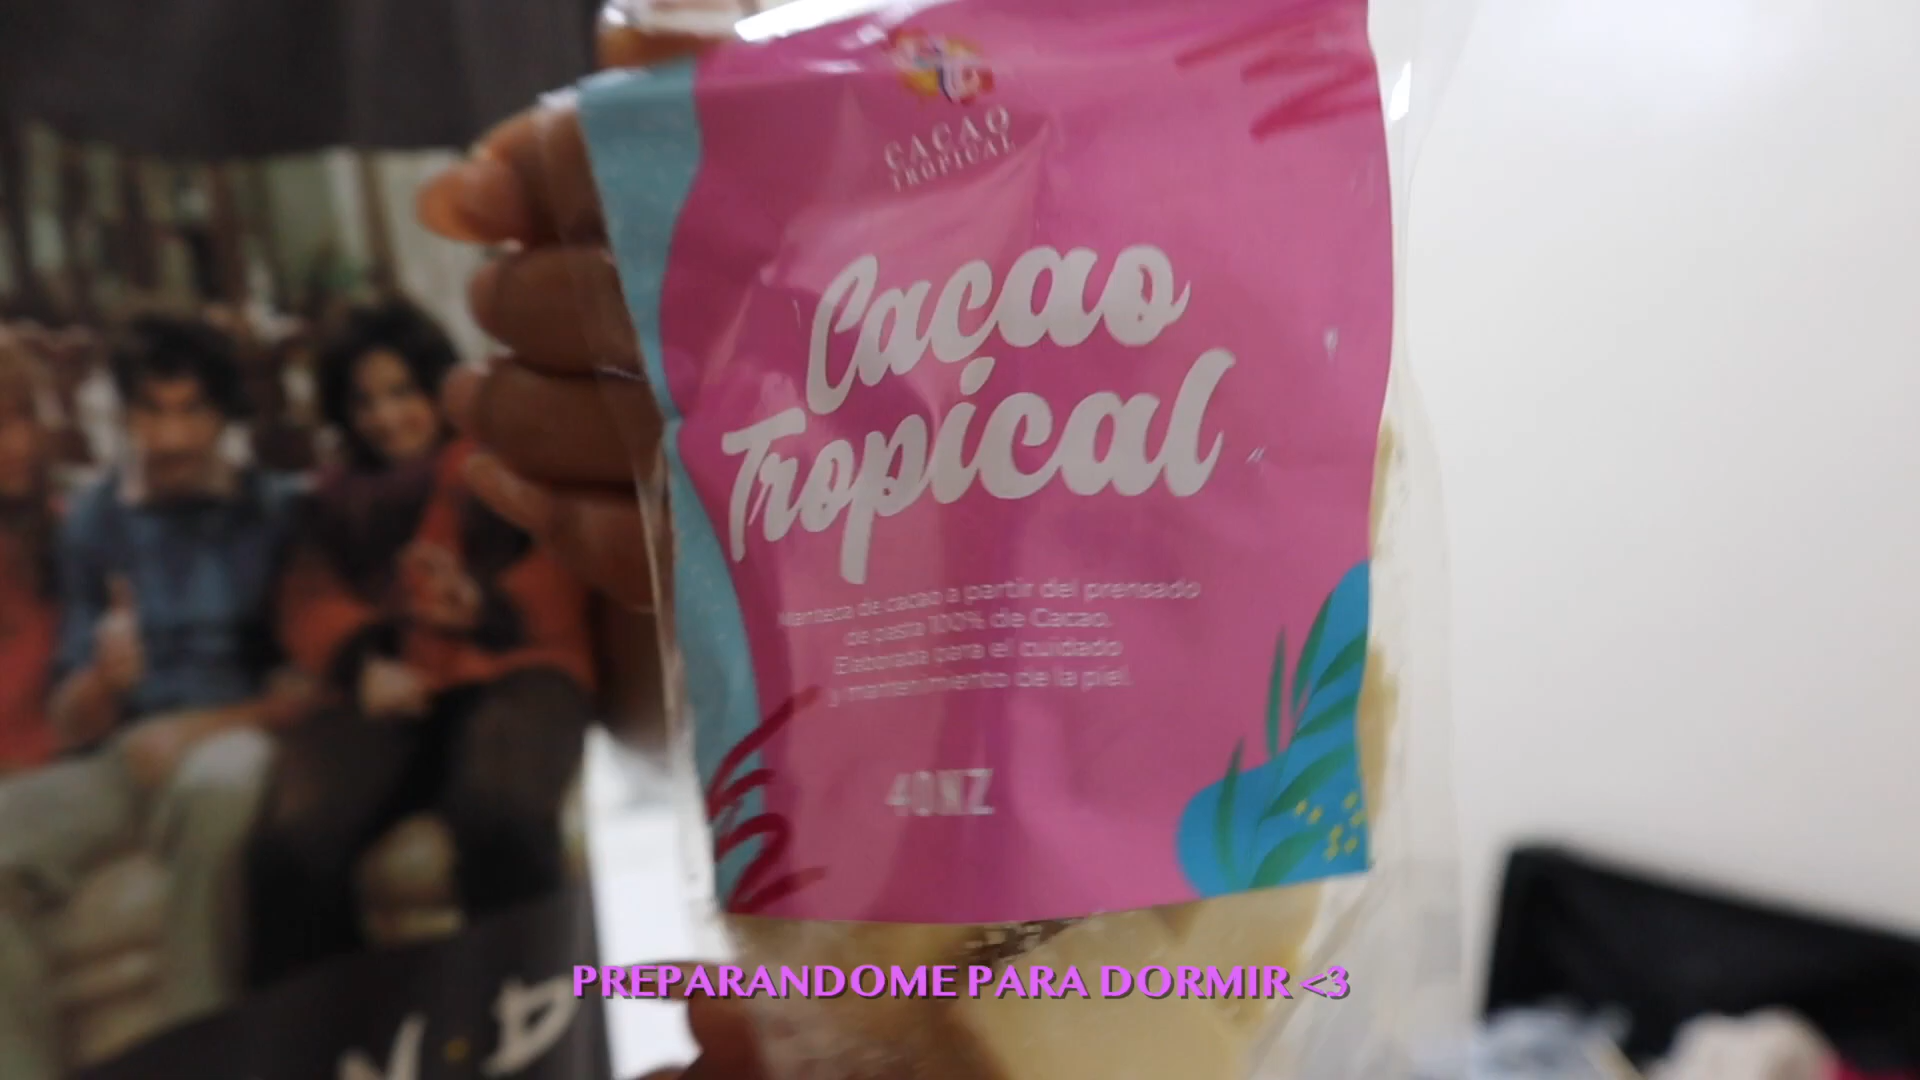 CACAO
TROPICAL
Cacao
Tropical
Manteca de cacao a partir del prensado
de pasta 100% de Cacao.
Elaborada para el cuidado
y mantenimiento de la piel.
4ONZ
PREPARANDOME PARA DORMIR <3